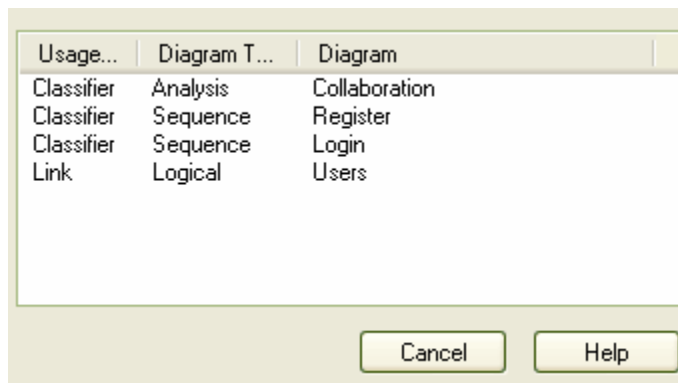 Usage... Diagram T... Diagram
Classifier Analysis Collaboration
Classifier Sequence Register
Classifier Sequence Login
Link Logical Users
Cancel Help